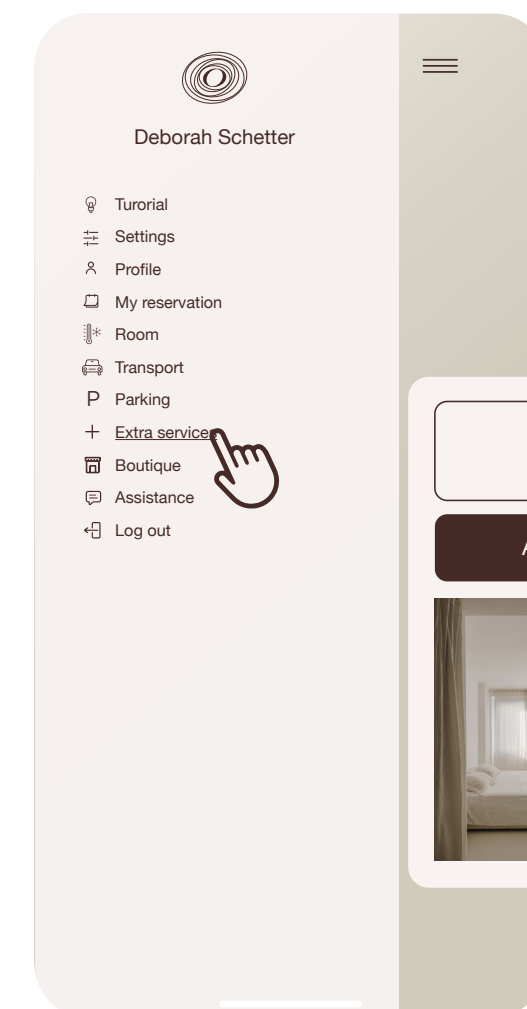 Deborah Schetter
Turorial
Settings
Profile
My reservation
Room
Transport
P Parking
Extra services
Boutique
Assistance
Log out
A